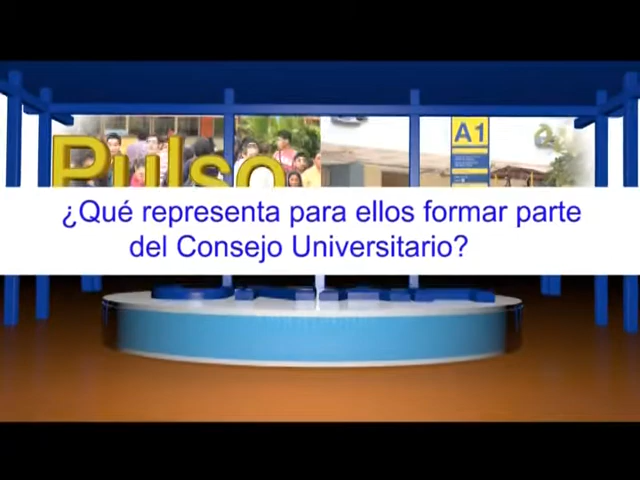 Pulso
A1
¿Qué representa para ellos formar parte
del Consejo Universitario?